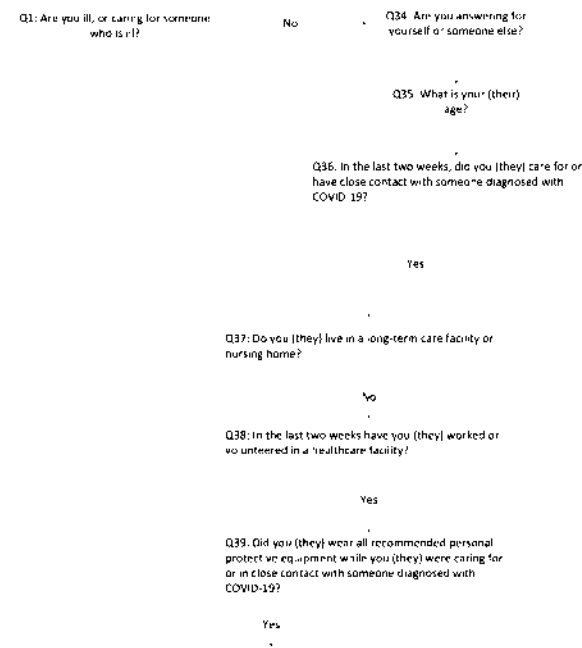 Q1: Are you ill, or caring for someone
who is ill?
No
Q34. Are you answering for
yourself or someone else?
Q35. What is your (their)
age?
Q36. In the last two weeks, did you (they) care for or
have close contact with someone diagnosed with
COVID-19?
Yes
Q37: Do you (they) live in a long-term care facility or
nursing home?
No
Q38: In the last two weeks have you (they) worked or
volunteered in a healthcare facility?
Yes
Q39. Did you (they) wear all recommended personal
protective equipment while you (they) were caring for
or in close contact with someone diagnosed with
COVID-19?
Yes